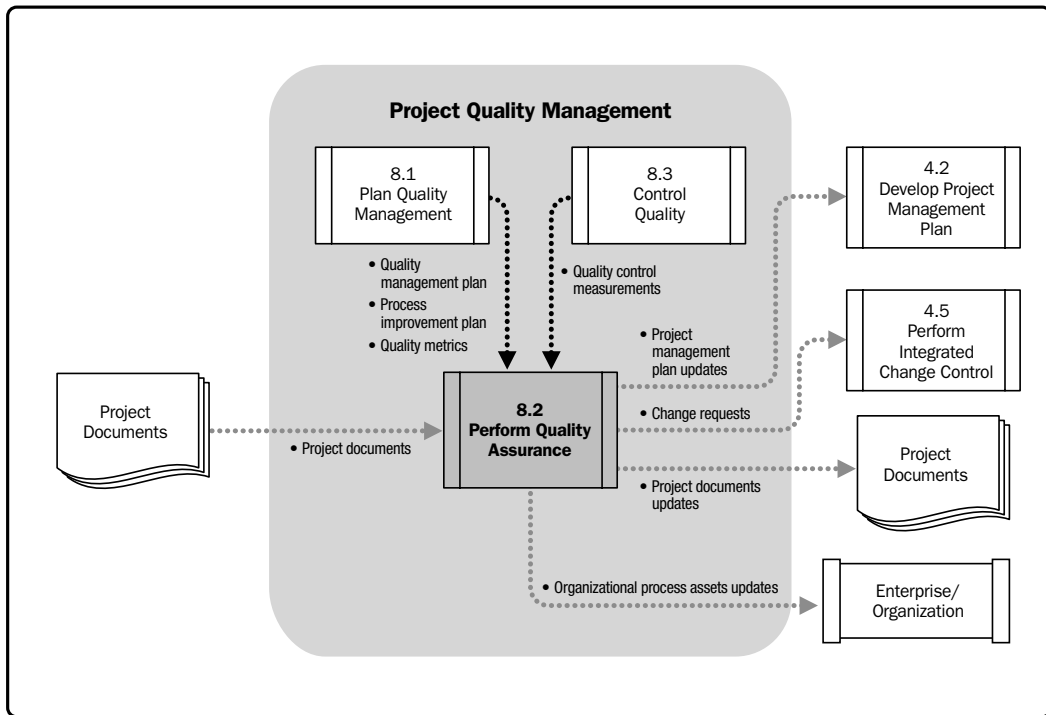 Project Quality Management
8.1
Plan Quality
Management
8.3
Control
Quality
4.2
Develop Project
Management
Plan
• Quality
management plan
• Process
improvement plan
• Quality metrics
• Quality control
measurements
4.5
Perform
Integrated
Change Control
• Project
management
plan updates
Project
Documents
• Project documents
8.2
Perform Quality
Assurance
• Change requests
• Project documents
updates
Project
Documents
• Organizational process assets updates
Enterprise/
Organization